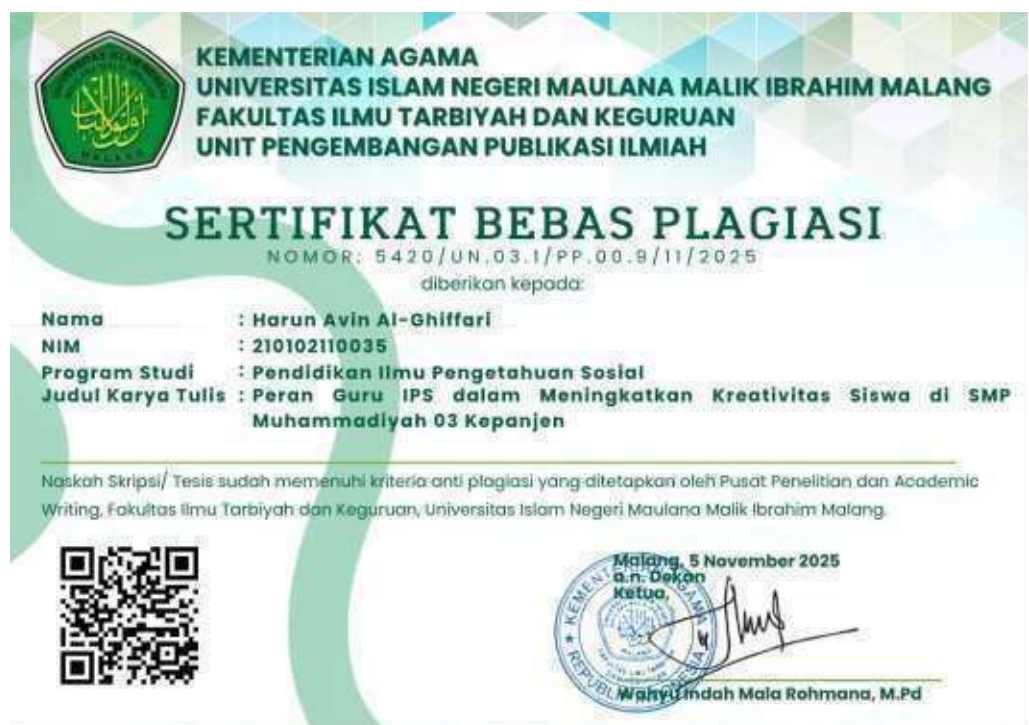 KEMENTERIAN AGAMA
UNIVERSITAS ISLAM NEGERI MAULANA MALIK IBRAHIM MALANG
FAKULTAS ILMU TARBIYAH DAN KEGURUAN
UNIT PENGEMBANGAN PUBLIKASI ILMIAH
SERTIFIKAT BEBAS PLAGIASI
NOMOR: 5420/UN.03.1/PP.00.9/11/2025
diberikan kepada:
Nama : Harun Avin Al-Ghiffari
NIM : 210102110035
Program Studi : Pendidikan Ilmu Pengetahuan Sosial
Judul Karya Tulis : Peran Guru IPS dalam Meningkatkan Kreativitas Siswa di SMP
Muhammadiyah 03 Kepanjen
Naskah Skripsi/ Tesis sudah memenuhi kriteria anti plagiasi yang ditetapkan oleh Pusat Penelitian dan Academic
Writing, Fakultas Ilmu Tarbiyah dan Keguruan, Universitas Islam Negeri Maulana Malik Ibrahim Malang.
Malang, 5 November 2025
a.n. Dekan
Ketua,
KEMENTERIAN AGAMA
REPUBLIK INDONESIA
Wahyu Indah Mala Rohmana, M.Pd